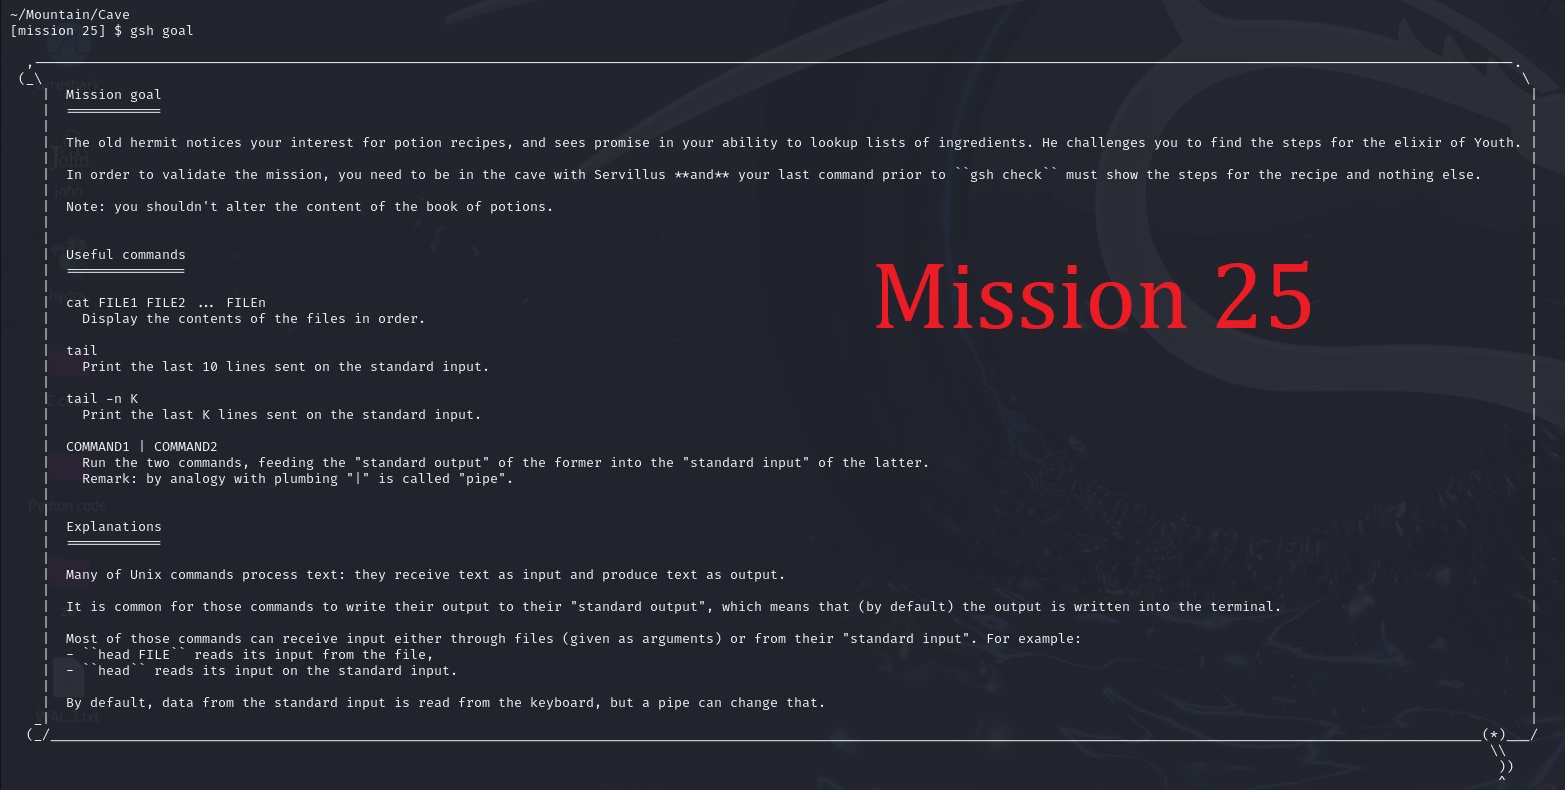 ~/Mountain/Cave
[mission 25] $ gsh goal
Mission goal
The old hermit notices your interest for potion recipes, and sees promise in your ability to lookup lists of ingredients. He challenges you to find the steps for the elixir of Youth.
In order to validate the mission, you need to be in the cave with Servillus **and** your last command prior to ``gsh check`` must show the steps for the recipe and nothing else.
Note: you shouldn't alter the content of the book of potions.
Useful commands
Mission 25
cat FILE1 FILE2 ... FILEn
Display the contents of the files in order.
tail
Print the last 10 lines sent on the standard input.
tail -n K
Print the last K lines sent on the standard input.
COMMAND1 | COMMAND2
Run the two commands, feeding the "standard output" of the former into the "standard input" of the latter.
Remark: by analogy with plumbing "|" is called "pipe".
Explanations
Many of Unix commands process text: they receive text as input and produce text as output.
It is common for those commands to write their output to their "standard output", which means that (by default) the output is written into the terminal.
Most of those commands can receive input either through files (given as arguments) or from their "standard input". For example:
- ``head FILE`` reads its input from the file,
- ``head`` reads its input on the standard input.
By default, data from the standard input is read from the keyboard, but a pipe can change that.